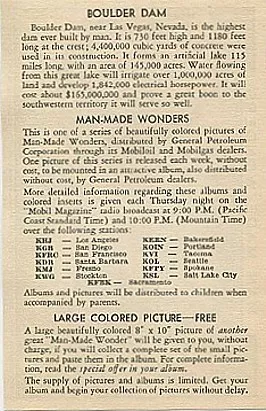 BOULDER DAM
Boulder Dam, near Las Vegas, Nevada, is the highest
dam ever built by man. It is 730 feet high and 1180 feet
long at the crest; 4,400,000 cubic yards of concrete were
used in its construction. It forms an artificial lake 115
miles long, with an area of 145,000 acres. Water flowing
from this great lake will irrigate over 1,000,000 acres of
land and develop 1,842,000 electrical horsepower. It will
cost about $165,000,000 and prove a great boon to the
southwestern territory it will serve so well.
MAN-MADE WONDERS
This is one of a series of beautifully colored pictures of
Man-Made Wonders, distributed by General Petroleum
Corporation through its Mobiloil and Mobilgas dealers.
One picture of this series is released each week, without
cost, to be mounted in an attractive album, also distributed
without cost, by General Petroleum dealers.
More detailed information regarding these albums and
colored inserts is given each Thursday night on the
"Mobil Magazine" radio broadcast at 9:00 P.M. (Pacific
Coast Standard Time) and 10:00 P.M. (Mountain Time)
over the following stations:
KHJ — Los Angeles KERN — Bakersfield
KGB — San Diego KOIN — Portland
KFRC — San Francisco KVI — Tacoma
KDB — Santa Barbara KOL — Seattle
KMJ — Fresno KFPY — Spokane
KWG — Stockton KSL — Salt Lake City
KFBK — Sacramento
Albums and pictures will be distributed to children when
accompanied by parents.
LARGE COLORED PICTURE—FREE
A large beautifully colored 8" x 10" picture of another
great "Man-Made Wonder" will be given to you, without
charge, if you will collect a complete set of the small pic-
tures and paste them in the album. For complete informa-
tion, read the special offer in your album.
The supply of pictures and albums is limited. Get your
album and begin your collection of pictures without delay.